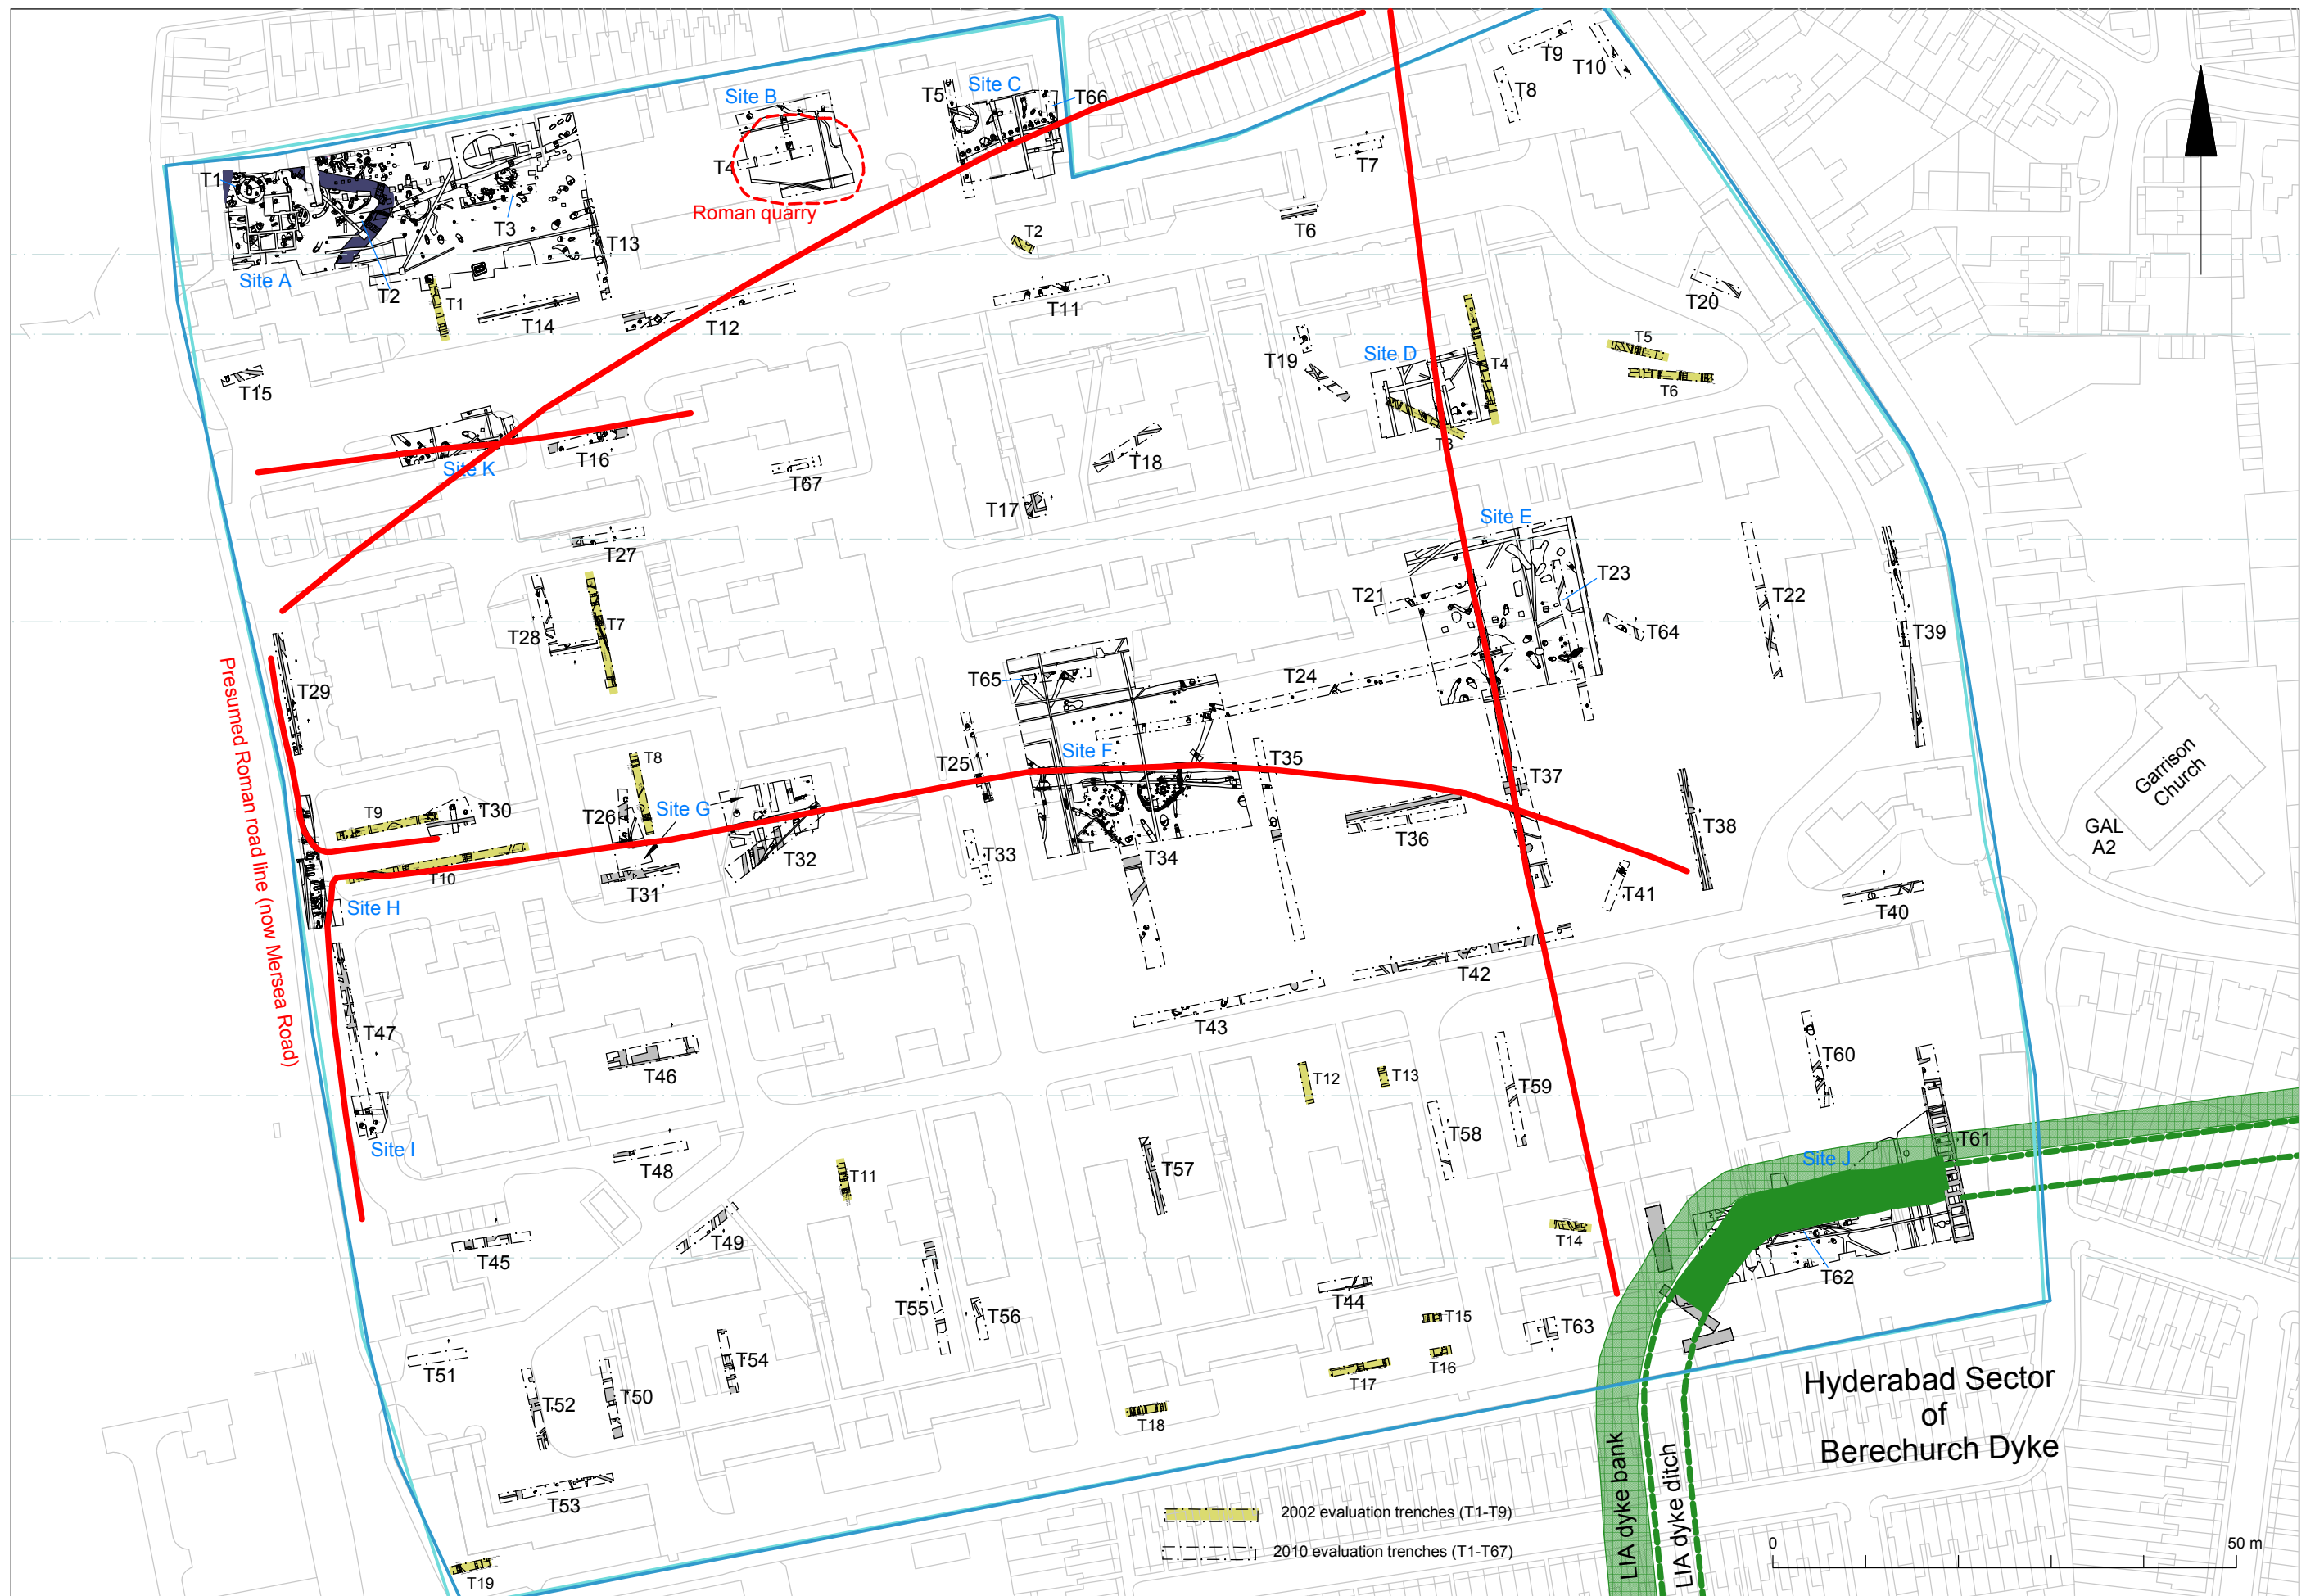 T9
T10
Site B
T5
Site C
T66
T8
T4
T7
T1
Roman quarry
T3
T6
T2
T13
Site A
T2
T1
T14
T12
T11
T20
T5
T19
Site D
T4
T6
T15
T3
Site K
T16
T18
T67
T17
Site E
T27
T23
T21
T22
T28
T7
T64
T39
T65
T24
T29
Presumed Roman road line (now Mersea Road)
Site F
T8
T25
T35
T37
Garrison
Church
T26
Site G
T9
T30
T38
GAL
A2
T36
T32
T33
T34
T10
T31
T41
Site H
T40
T42
T47
T43
T46
T12
T13
T59
T60
T58
T61
Site I
Site J
T48
T11
T57
T49
T14
T45
T62
T55
T56
T44
T15
T63
T54
T51
T16
T17
Hyderabad Sector
of
Berechurch Dyke
T50
T52
T18
LIA dyke bank
LIA dyke ditch
T53
2002 evaluation trenches (T1-T9)
2010 evaluation trenches (T1-T67)
0
50 m
T19